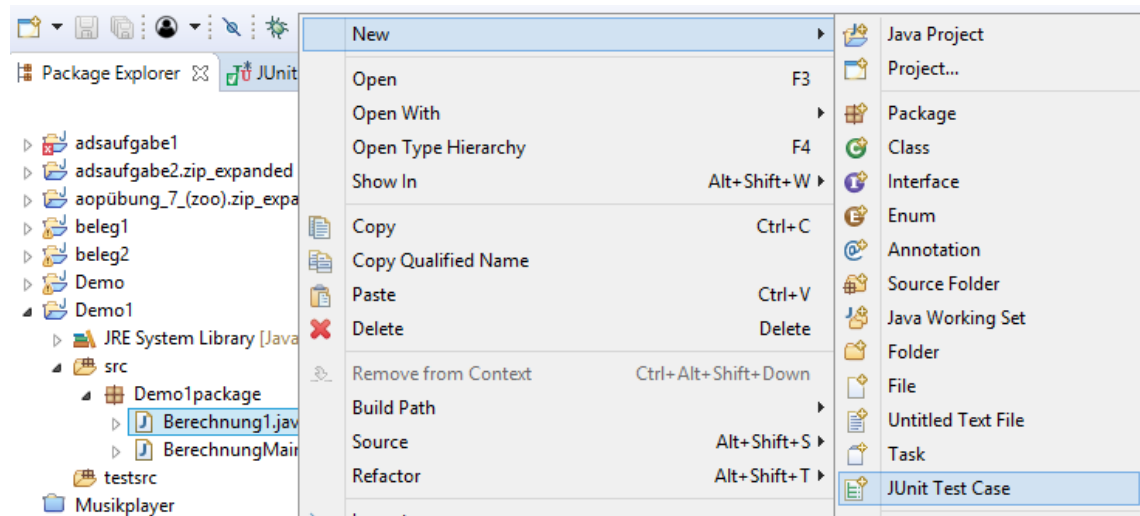 Package Explorer
JUnit
adsaufgabe1
adsaufgabe2.zip_expanded
aopübung_7_(zoo).zip_expa
beleg1
beleg2
Demo
Demo1
JRE System Library [Java
src
Demo1package
Berechnung1.jav
BerechnungMain
testsrc
Musikplayer
New
Open F3
Open With
Open Type Hierarchy F4
Show In Alt+Shift+W
Copy Ctrl+C
Copy Qualified Name
Paste Ctrl+V
Delete Delete
Remove from Context Ctrl+Alt+Shift+Down
Build Path
Source Alt+Shift+S
Refactor Alt+Shift+T
Java Project
Project...
Package
Class
Interface
Enum
Annotation
Source Folder
Java Working Set
Folder
File
Untitled Text File
Task
JUnit Test Case